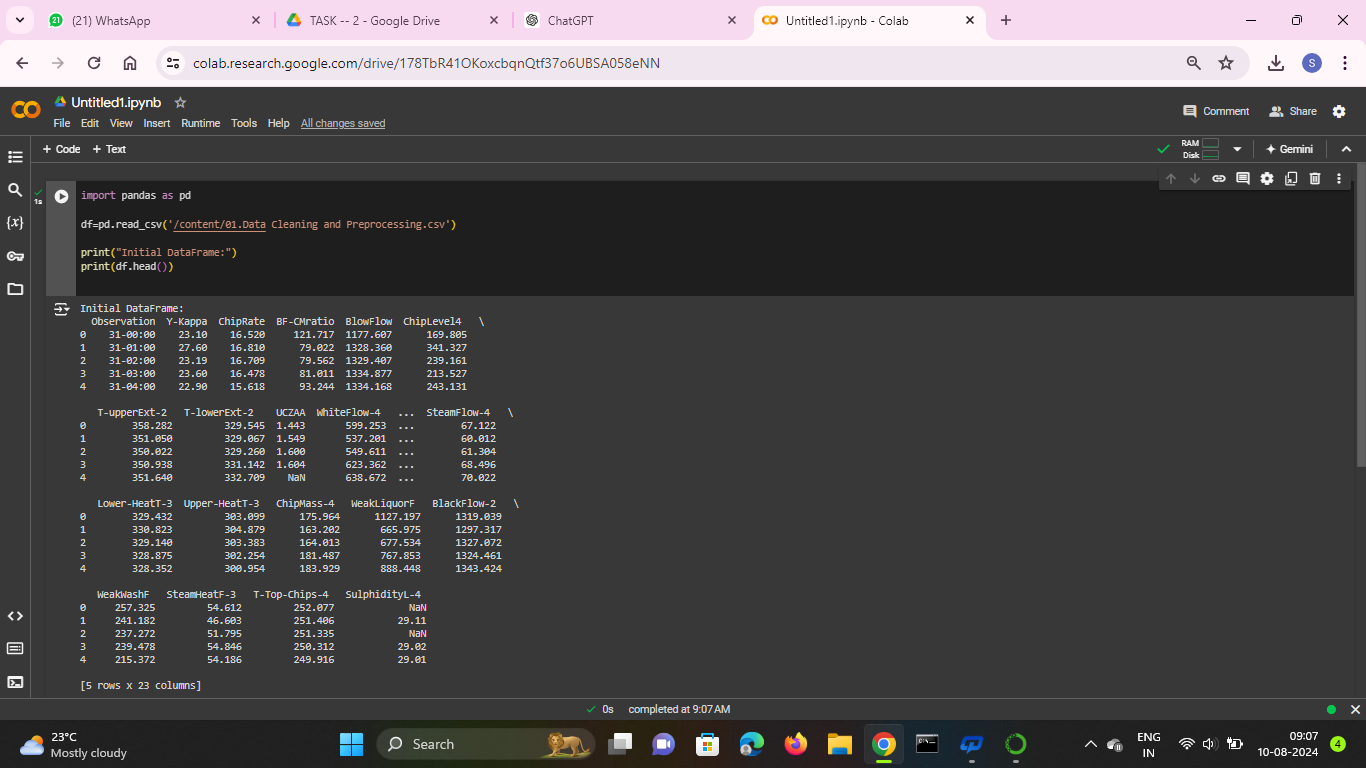 (21) WhatsApp
TASK -- 2 - Google Drive
ChatGPT
Untitled1.ipynb - Colab
colab.research.google.com/drive/178TbR41OKoxcbqnQtf37o6UBSA058eNN
S
Untitled1.ipynb
File Edit View Insert Runtime Tools Help All changes saved
Comment Share
+ Code + Text
RAM
Disk
Gemini
1s
import pandas as pd
df=pd.read_csv('/content/01.Data Cleaning and Preprocessing.csv')
print("Initial DataFrame:")
print(df.head())
Initial DataFrame:
Observation Y-Kappa ChipRate BF-CMratio BlowFlow ChipLevel4 \
0 31-00:00 23.10 16.520 121.717 1177.607 169.805
1 31-01:00 27.60 16.810 79.022 1328.360 341.327
2 31-02:00 23.19 16.709 79.562 1329.407 239.161
3 31-03:00 23.60 16.478 81.011 1334.877 213.527
4 31-04:00 22.90 15.618 93.244 1334.168 243.131
T-upperExt-2 T-lowerExt-2 UCZAA WhiteFlow-4 ... SteamFlow-4 \
0 358.282 329.545 1.443 599.253 ... 67.122
1 351.050 329.067 1.549 537.201 ... 60.012
2 350.022 329.260 1.600 549.611 ... 61.304
3 350.938 331.142 1.604 623.362 ... 68.496
4 351.640 332.709 NaN 638.672 ... 70.022
Lower-HeatT-3 Upper-HeatT-3 ChipMass-4 WeakLiquorF BlackFlow-2 \
0 329.432 303.099 175.964 1127.197 1319.039
1 330.823 304.879 163.202 665.975 1297.317
2 329.140 303.383 164.013 677.534 1327.072
3 328.875 302.254 181.487 767.853 1324.461
4 328.352 300.954 183.929 888.448 1343.424
WeakWashF SteamHeatF-3 T-Top-Chips-4 SulphidityL-4
0 257.325 54.612 252.077 NaN
1 241.182 46.603 251.406 29.11
2 237.272 51.795 251.335 NaN
3 239.478 54.846 250.312 29.02
4 215.372 54.186 249.916 29.01
[5 rows x 23 columns]
0s completed at 9:07 AM
23°C
Mostly cloudy
Search
ENG
IN
09:07
10-08-2024
4